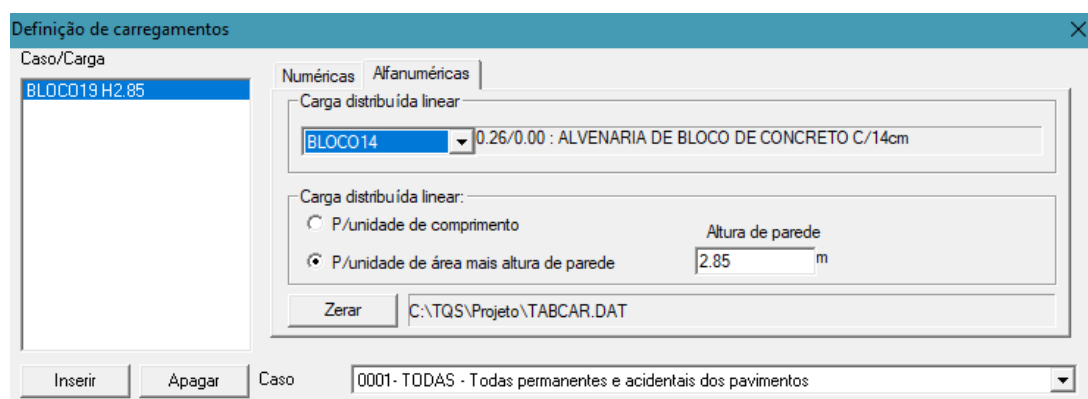 Definição de carregamentos
Caso/Carga
BLOCO19 H2.85
Numéricas Alfanuméricas
Carga distribuída linear
BLOCO14 0.26/0.00 : ALVENARIA DE BLOCO DE CONCRETO C/14cm
Carga distribuída linear:
P/unidade de comprimento
Altura de parede
P/unidade de área mais altura de parede 2.85 m
Zerar C:\TQS\Projeto\TABCAR.DAT
Inserir Apagar Caso 0001- TODAS - Todas permanentes e acidentais dos pavimentos